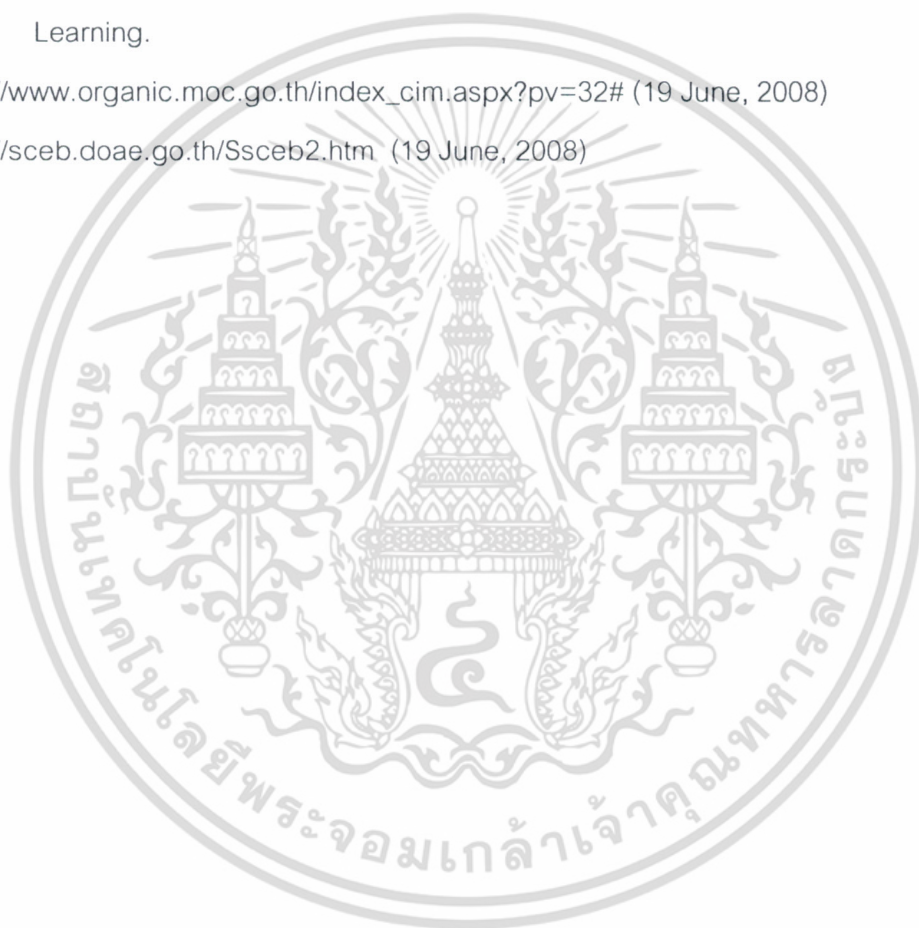 Learning.
/www.organic.moc.go.th/index_cim.aspx?pv=32# (19 June, 2008)
/sceb.doae.go.th/Ssceb2.htm (19 June, 2008)
สถาบันเทคโนโลยีพระจอมเกล้าเจ้าคุณทหารลาดกระบัง
๔